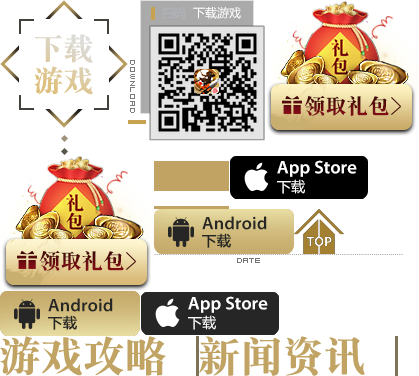 下载
游戏
DOWNLOAD
扫码 下载游戏
礼包
领取礼包
礼包
领取礼包
App Store
下载
Android
下载
TOP
DATE
Android
下载
App Store
下载
游戏攻略
新闻资讯